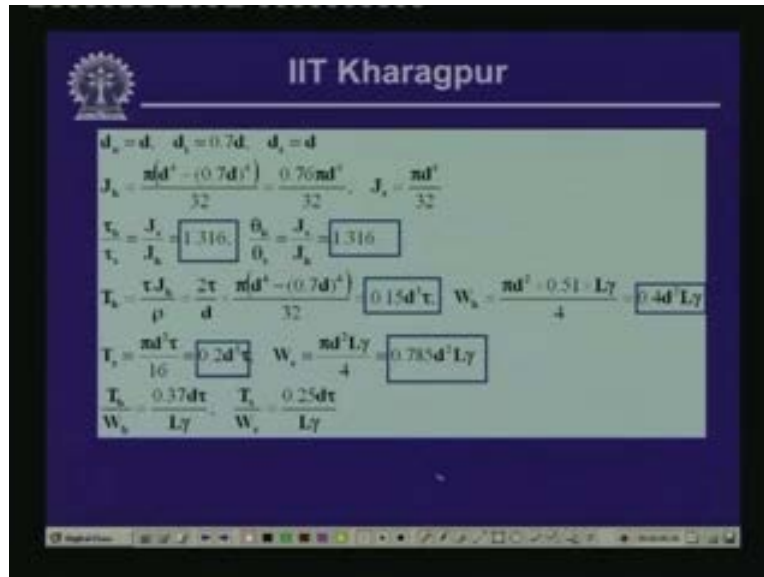 IIT Kharagpur
dₒ = d, dᵢ = 0.7d, dₛ = d
Jₕ = π(d⁴ − (0.7d)⁴) / 32 = 0.76πd⁴ / 32, Jₛ = πd⁴ / 32
τₕ/τₛ = Jₛ/Jₕ = 1.316, θₕ/θₛ = Jₛ/Jₕ = 1.316
Tₕ = τJₕ/ρ = 2τ/d · π(d⁴ − (0.7d)⁴) / 32 = 0.15d³τ, Wₕ = πd² · 0.51 · Lγ / 4 = 0.4d²Lγ
Tₛ = πd³τ / 16 = 0.2d³τ Wₛ = πd²Lγ / 4 = 0.785d²Lγ
Tₕ/Wₕ = 0.37dτ / Lγ, Tₛ/Wₛ = 0.25dτ / Lγ